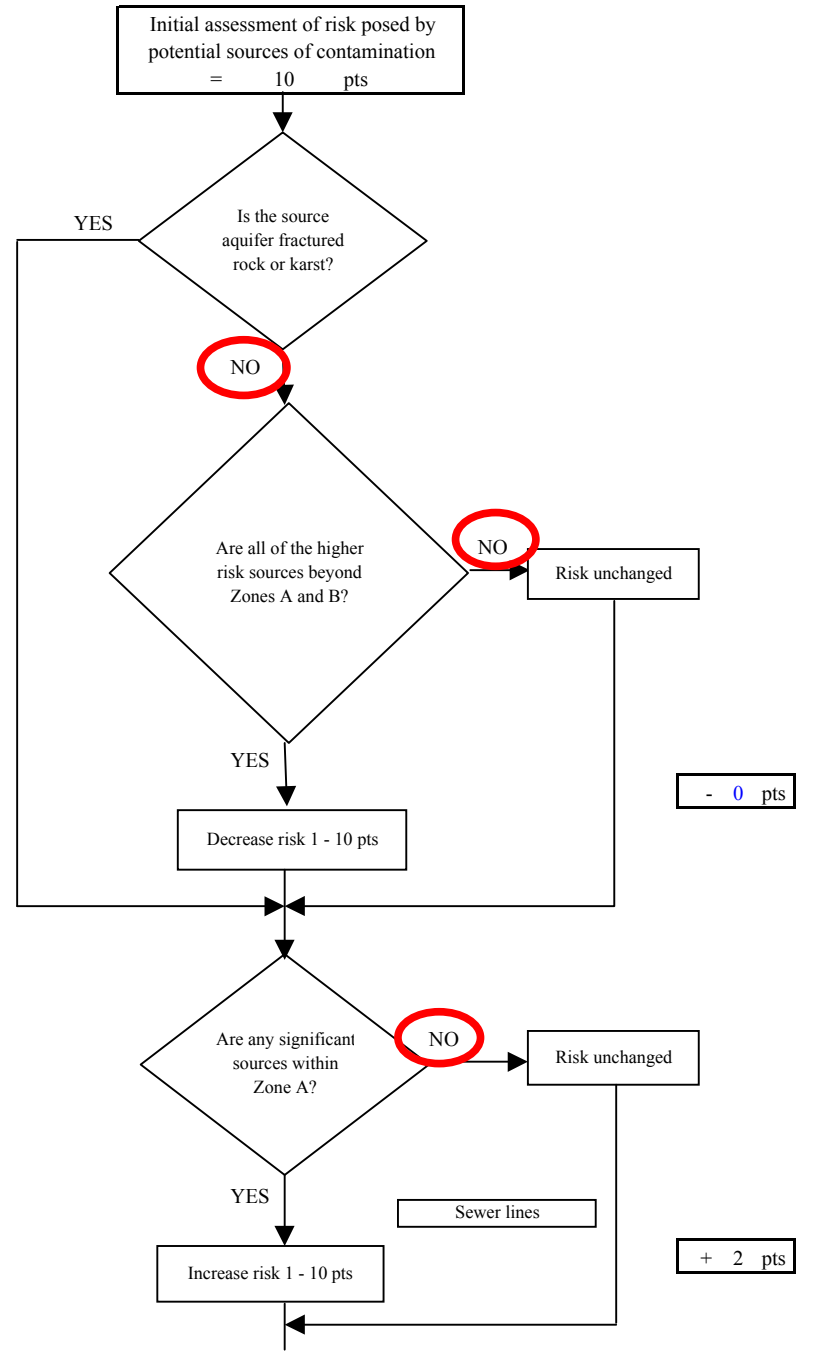 Initial assessment of risk posed by
potential sources of contamination
= 10 pts
YES
Is the source
aquifer fractured
rock or karst?
NO
Are all of the higher
risk sources beyond
Zones A and B?
NO
Risk unchanged
YES
- 0 pts
Decrease risk 1 - 10 pts
Are any significant
sources within
Zone A?
NO
Risk unchanged
YES
Sewer lines
+ 2 pts
Increase risk 1 - 10 pts